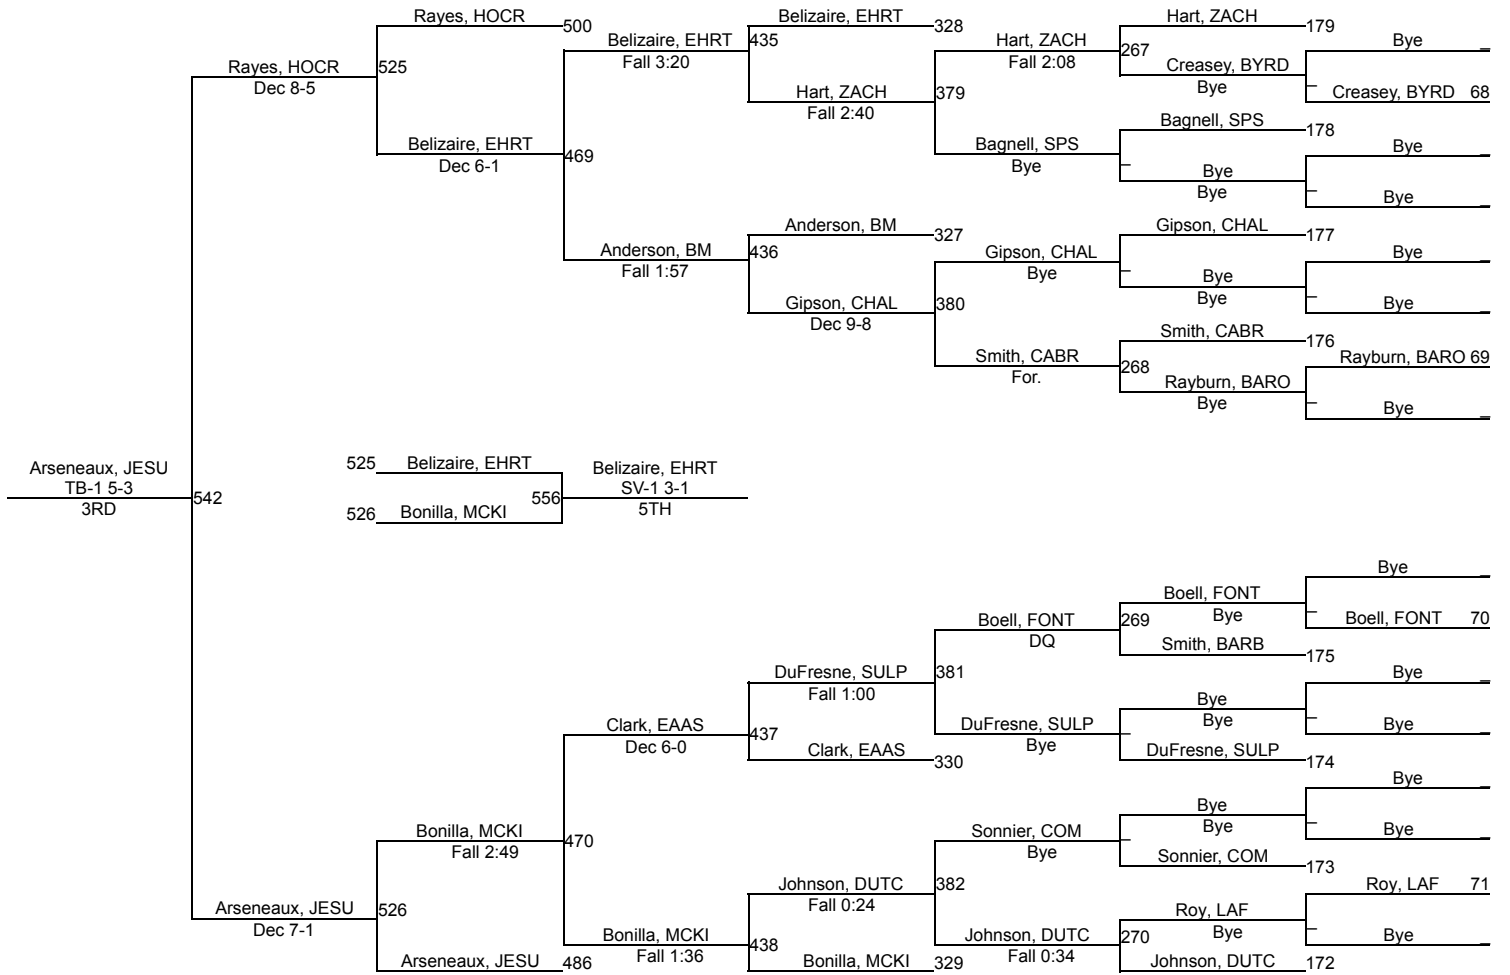 Rayes, HOCR 500
Belizaire, EHRT 328
Hart, ZACH 179
Belizaire, EHRT 435
Fall 3:20
Hart, ZACH 267
Fall 2:08
Bye _
Rayes, HOCR 525
Dec 8-5
Creasey, BYRD _
Bye
Hart, ZACH 379
Fall 2:40
Creasey, BYRD 68
Bagnell, SPS 178
Belizaire, EHRT 469
Dec 6-1
Bagnell, SPS _
Bye
Bye _
Bye _
Bye
Bye _
Anderson, BM 327
Gipson, CHAL 177
Anderson, BM 436
Fall 1:57
Gipson, CHAL _
Bye
Bye _
Bye _
Bye
Gipson, CHAL 380
Dec 9-8
Bye _
Smith, CABR 176
Smith, CABR 268
For.
Rayburn, BARO 69
Rayburn, BARO _
Bye
Bye _
Arseneaux, JESU
TB-1 5-3
3RD
542
525 Belizaire, EHRT
Belizaire, EHRT
556 SV-1 3-1
5TH
526 Bonilla, MCKI
Bye _
Boell, FONT _
Bye
Boell, FONT 269
DQ
Boell, FONT 70
Smith, BARB 175
DuFresne, SULP 381
Fall 1:00
Bye _
Bye _
Bye
Clark, EAAS 437
Dec 6-0
DuFresne, SULP _
Bye
Bye _
Clark, EAAS 330
DuFresne, SULP 174
Bye _
Bye _
Bye
Bonilla, MCKI 470
Fall 2:49
Sonnier, COM _
Bye
Bye _
Sonnier, COM 173
Johnson, DUTC 382
Fall 0:24
Roy, LAF 71
Arseneaux, JESU 526
Dec 7-1
Roy, LAF _
Bye
Bonilla, MCKI 438
Fall 1:36
Johnson, DUTC 270
Fall 0:34
Bye _
Arseneaux, JESU 486
Bonilla, MCKI 329
Johnson, DUTC 172